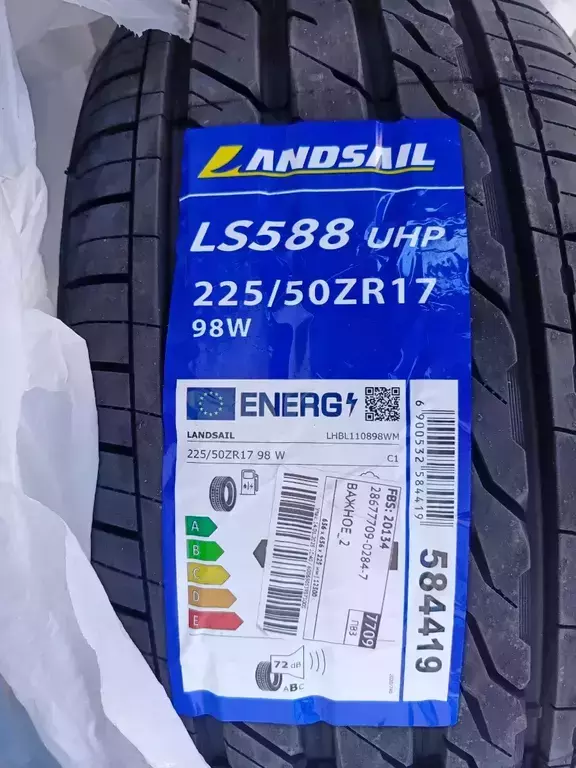 LANDSAIL
LS588 UHP
225/50ZR17
98W
ENERG
LANDSAIL
LHBL110898WM
225/50ZR17 98 W
C1
A
B
C
D
E
72 dB
ABC
FBS: 20134
28677709-0284-7
ВАЖНОЕ_2
7709
ПВЗ
6 900532 584419
584419